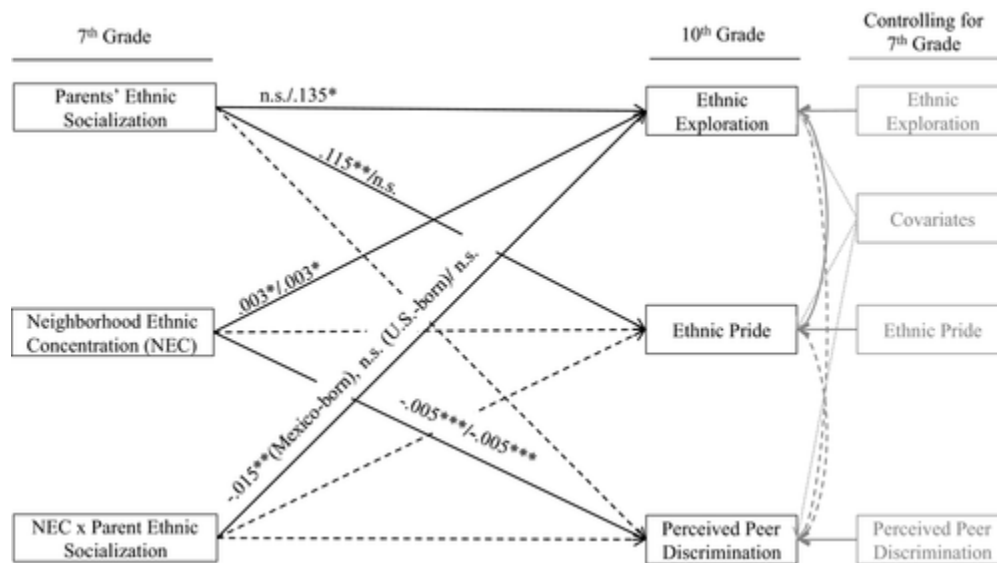 7th Grade
10th Grade
Controlling for
7th Grade
Parents' Ethnic
Socialization
n.s./.135*
Ethnic
Exploration
Ethnic
Exploration
.115**/n.s.
Covariates
.003*/.003*
Neighborhood Ethnic
Concentration (NEC)
Ethnic Pride
Ethnic Pride
-.015**(Mexico-born), n.s. (U.S.-born)/ n.s.
-.005***/-.005***
NEC x Parent Ethnic
Socialization
Perceived Peer
Discrimination
Perceived Peer
Discrimination